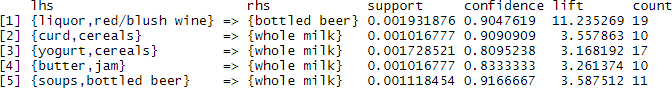 lhs rhs support confidence lift count
[1] {liquor,red/blush wine} => {bottled beer} 0.001931876 0.9047619 11.235269 19
[2] {curd,cereals} => {whole milk} 0.001016777 0.9090909 3.557863 10
[3] {yogurt,cereals} => {whole milk} 0.001728521 0.8095238 3.168192 17
[4] {butter,jam} => {whole milk} 0.001016777 0.8333333 3.261374 10
[5] {soups,bottled beer} => {whole milk} 0.001118454 0.9166667 3.587512 11